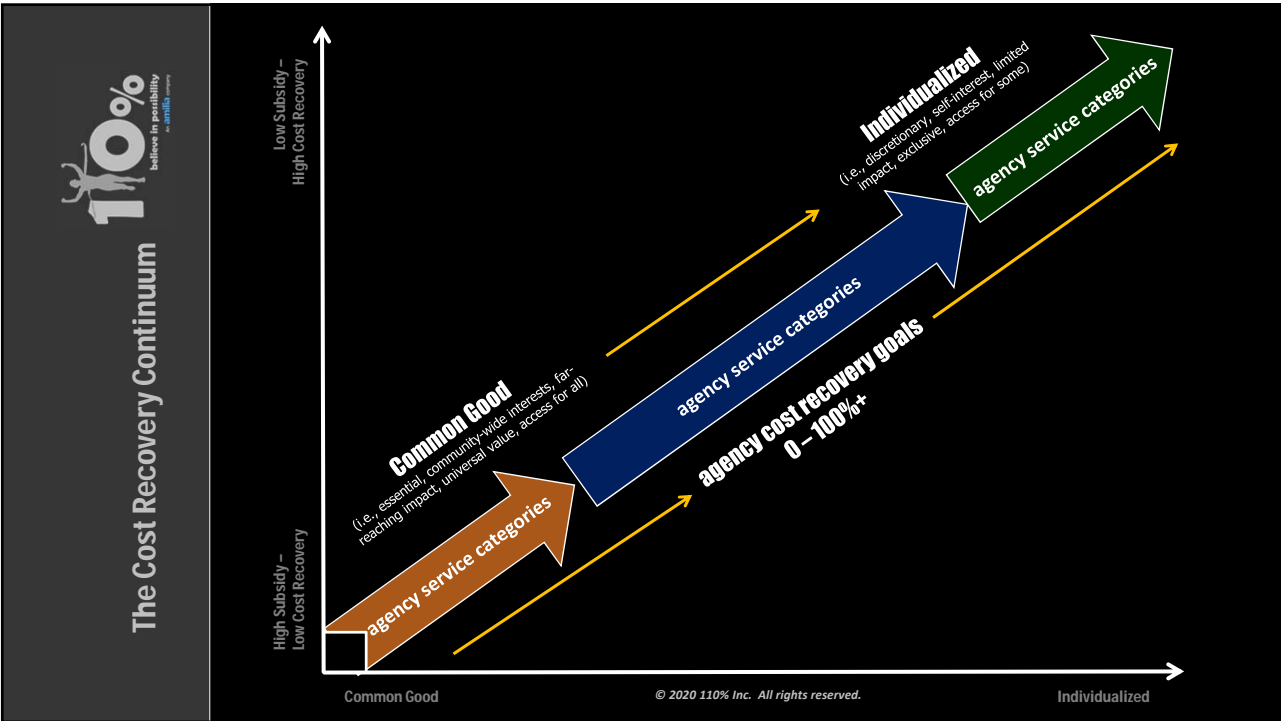 The Cost Recovery Continuum
110%
believe in possibility
an amilia company
Low Subsidy –
High Cost Recovery
High Subsidy –
Low Cost Recovery
Individualized
(i.e., discretionary, self-interest, limited
impact, exclusive, access for some)
agency service categories
agency service categories
agency cost recovery goals
0 – 100%+
Common Good
(i.e., essential, community-wide interests, far-
reaching impact, universal value, access for all)
agency service categories
Common Good
© 2020 110% Inc. All rights reserved.
Individualized